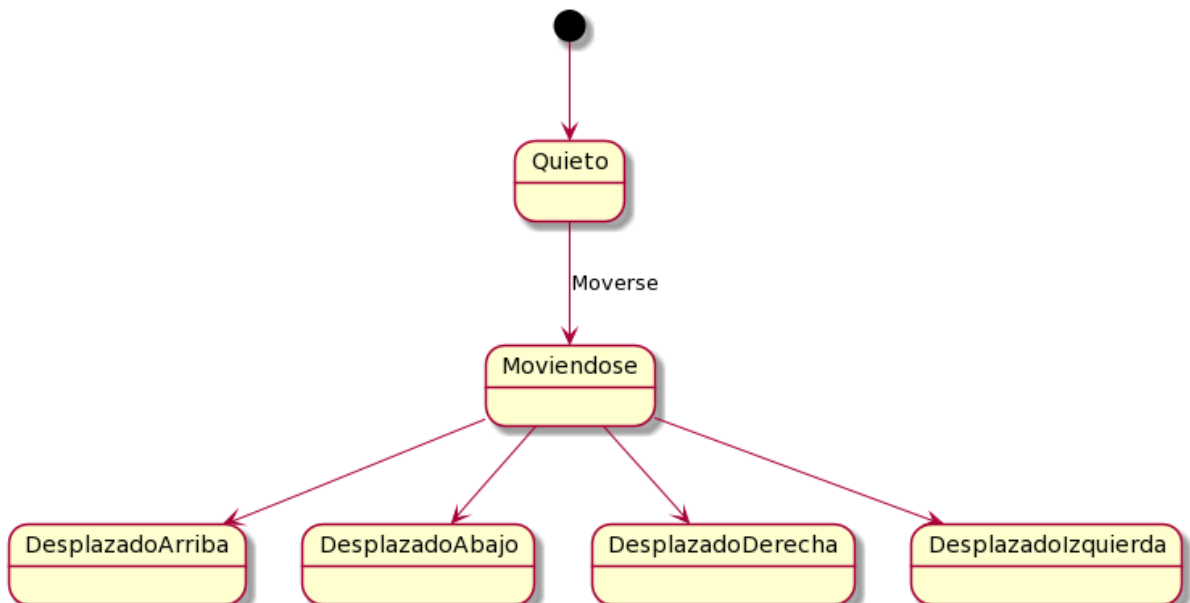 Quieto
Moverse
Moviendose
DesplazadoArriba
DesplazadoAbajo
DesplazadoDerecha
DesplazadoIzquierda